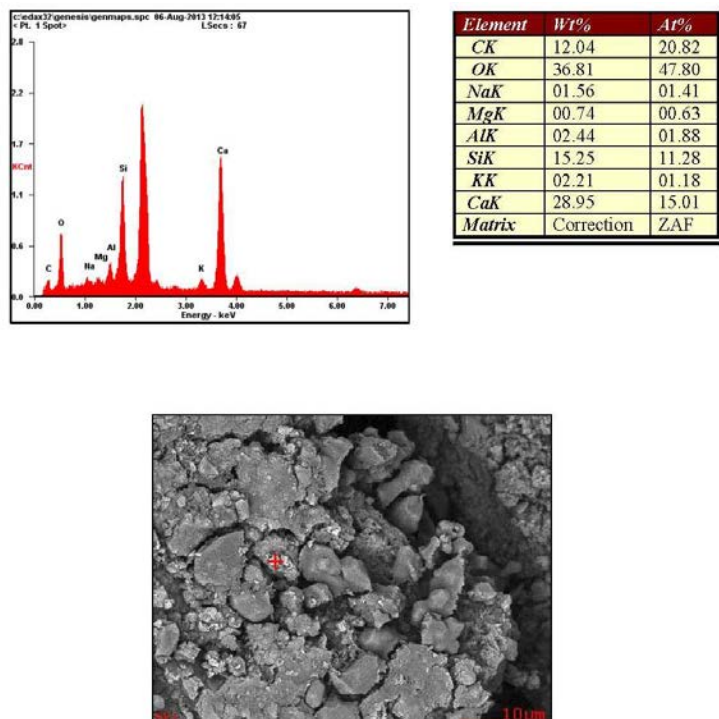 c:\edax32\genesis\genmaps.spc 06-Aug-2013 12:14:05
< Pt. 1 Spot> LSecs : 67
2.8
2.2
1.7
KCnt
1.1
0.6
0.0
C
O
Na
Mg
Al
Si
K
Ca
0.00 1.00 2.00 3.00 4.00 5.00 6.00 7.00
Energy - keV
Element Wt% At%
CK 12.04 20.82
OK 36.81 47.80
NaK 01.56 01.41
MgK 00.74 00.63
AlK 02.44 01.88
SiK 15.25 11.28
KK 02.21 01.18
CaK 28.95 15.01
Matrix Correction ZAF
10µm